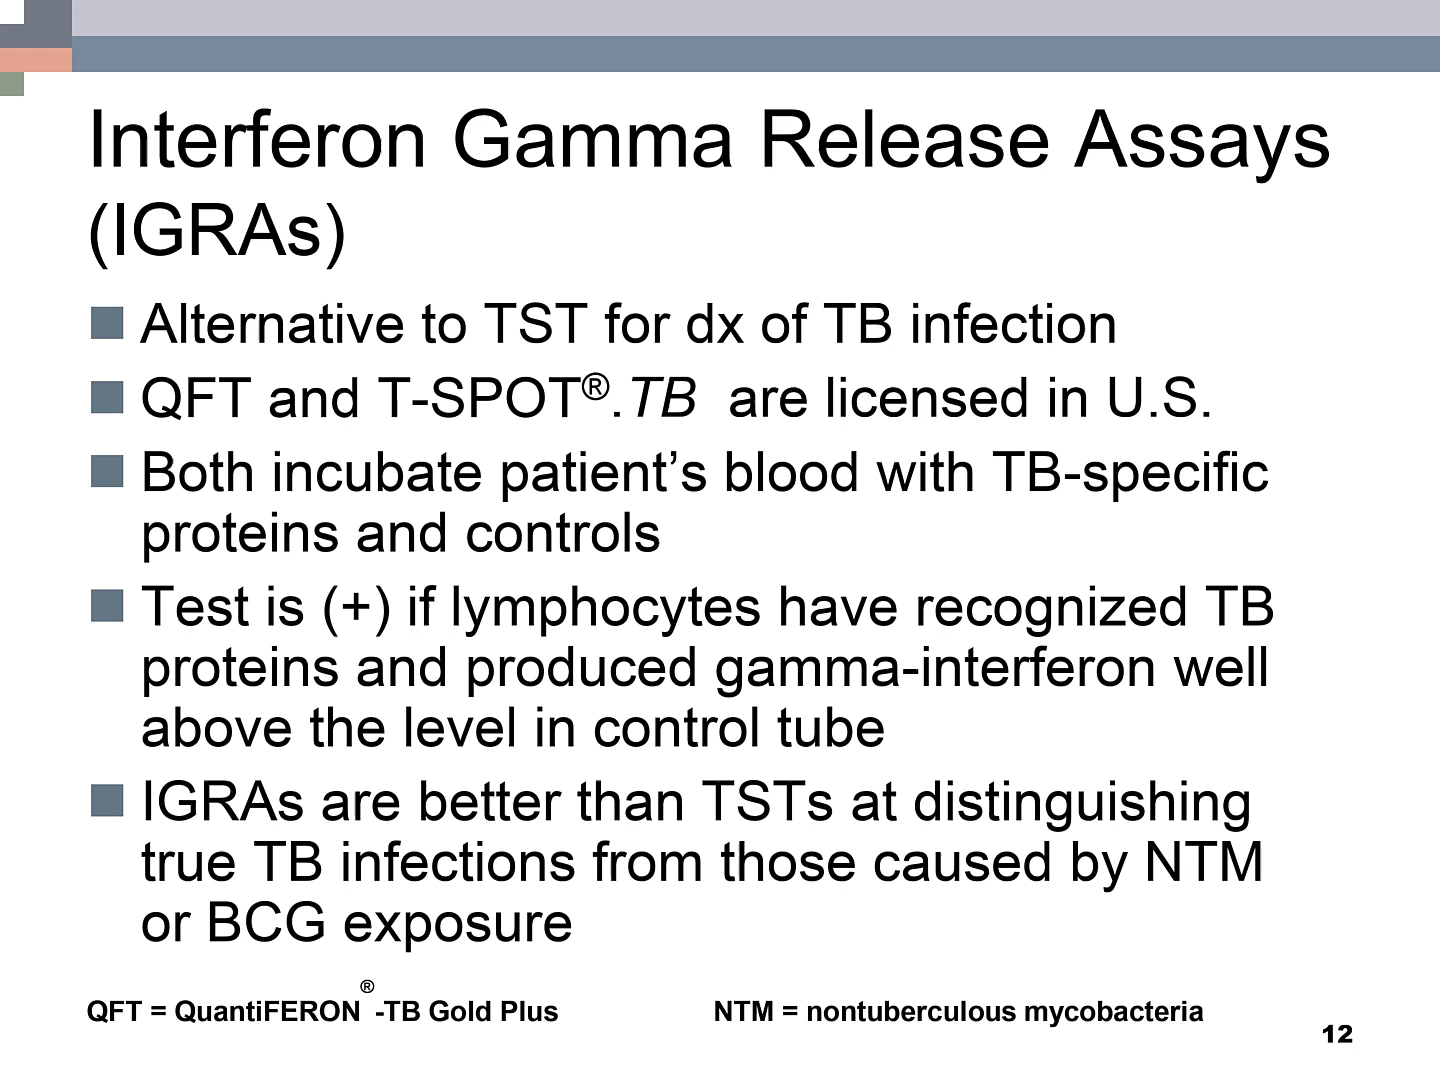 Interferon Gamma Release Assays
(IGRAs)
Alternative to TST for dx of TB infection
QFT and T-SPOT®.TB are licensed in U.S.
Both incubate patient’s blood with TB-specific
proteins and controls
Test is (+) if lymphocytes have recognized TB
proteins and produced gamma-interferon well
above the level in control tube
IGRAs are better than TSTs at distinguishing
true TB infections from those caused by NTM
or BCG exposure
QFT = QuantiFERON®-TB Gold Plus
NTM = nontuberculous mycobacteria
12